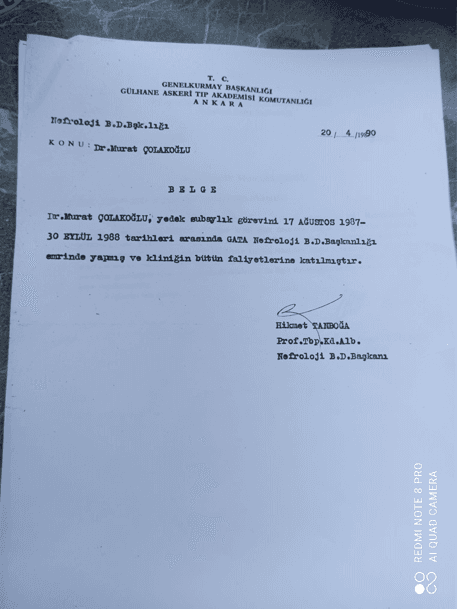 T. C.
GENELKURMAY BAŞKANLIĞI
GÜLHANE ASKERİ TIP AKADEMİSİ KOMUTANLIĞI
ANKARA
Nefroloji B.D.Bşk.lığı
20/ 4 /1990
KONU: Dr.Murat ÇOLAKOĞLU
BELGE
Dr.Murat ÇOLAKOĞLU, yedek subaylık görevini 17 AĞUSTOS 1987-
30 EYLÜL 1988 tarihleri arasında GATA Nefroloji B.D.Başkanlığı
emrinde yapmış ve kliniğin bütün faliyetlerine katılmıştır.
Hikmet TANBOĞA
Prof.Tbp.Kd.Alb.
Nefroloji B.D.Başkanı
REDMI NOTE 8 PRO
AI QUAD CAMERA